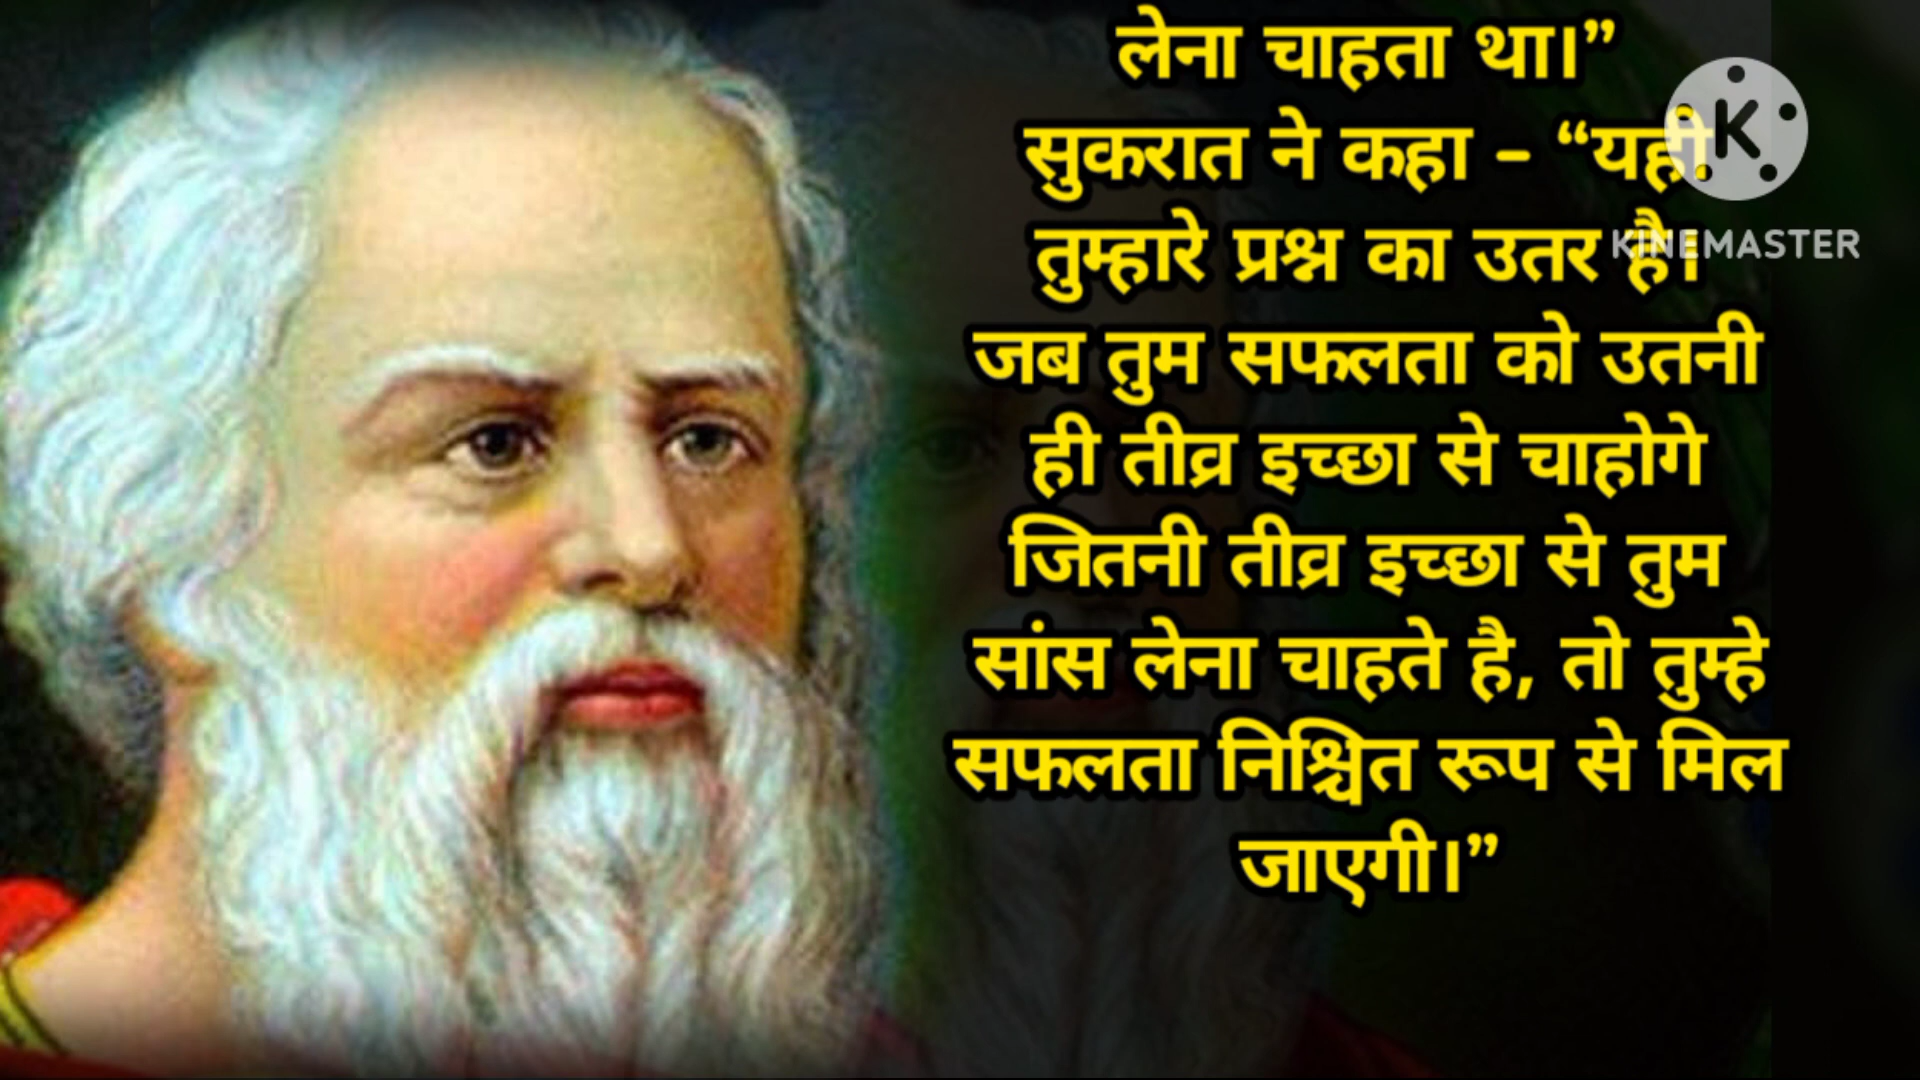 लेना चाहता था।”
सुकरात ने कहा – “यही
तुम्हारे प्रश्न का उतर है।
जब तुम सफलता को उतनी
ही तीव्र इच्छा से चाहोगे
जितनी तीव्र इच्छा से तुम
सांस लेना चाहते है, तो तुम्हे
सफलता निश्चित रूप से मिल
जाएगी।”
K
KINEMASTER